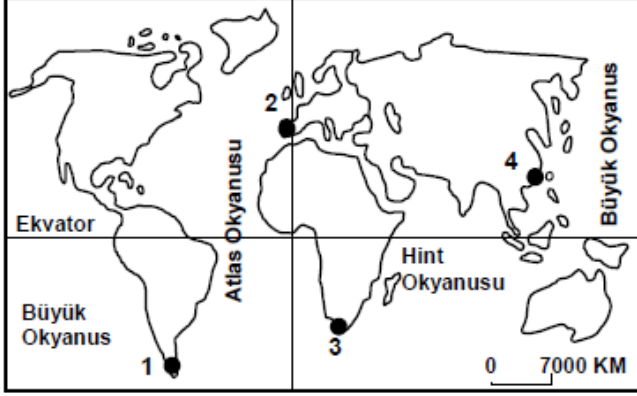 2
4
Büyük Okyanus
Atlas Okyanusu
Ekvator
Hint
Okyanusu
Büyük
Okyanus
1
3
0 7000 KM